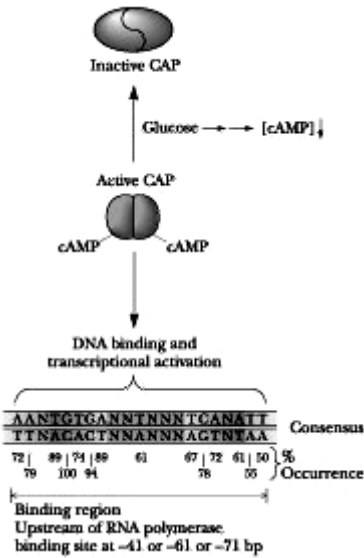 Inactive CAP
Glucose [cAMP]
Active CAP
cAMP cAMP
DNA binding and
transcriptional activation
AANTGTGANNTNNNTCANATT
TTNACACTNNANNNAGTNTAA
Consensus
72 89 74 89 61 67 72 61 50 %
79 100 94 78 55 Occurrence
Binding region
Upstream of RNA polymerase
binding site at –41 or –61 or –71 bp